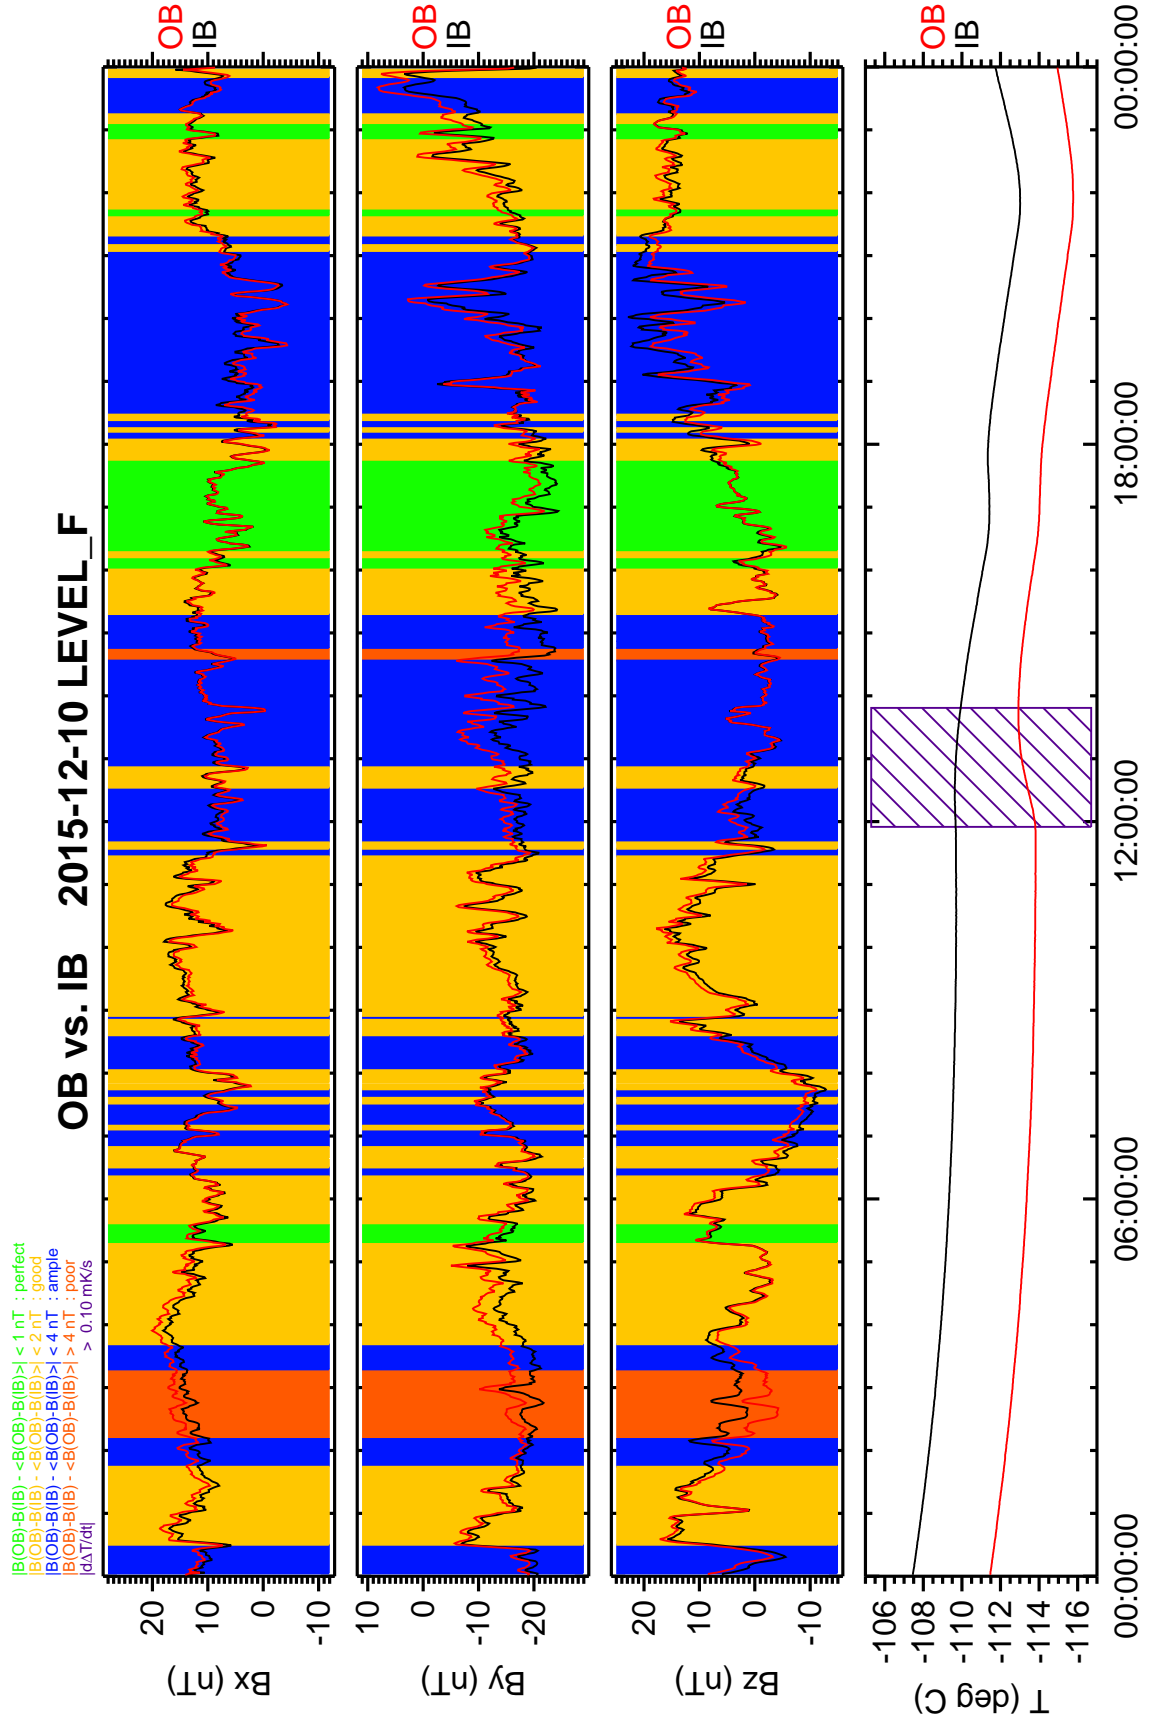 OB vs. IB 2015-12-10 LEVEL_F
|B(OB)-B(IB) - <B(OB)-B(IB)>| < 1 nT : perfect
|B(OB)-B(IB) - <B(OB)-B(IB)>| < 2 nT : good
|B(OB)-B(IB) - <B(OB)-B(IB)>| < 4 nT : ample
|B(OB)-B(IB) - <B(OB)-B(IB)>| > 4 nT : poor
|dΔT/dt| > 0.10 mK/s
Bx (nT)
20
0
-10
10
OB
IB
By (nT)
10
0
-10
-20
OB
IB
Bz (nT)
20
10
0
-10
OB
IB
T (deg C)
-106
-108
-110
-112
-114
-116
OB
IB
00:00:00
06:00:00
12:00:00
18:00:00
00:00:00